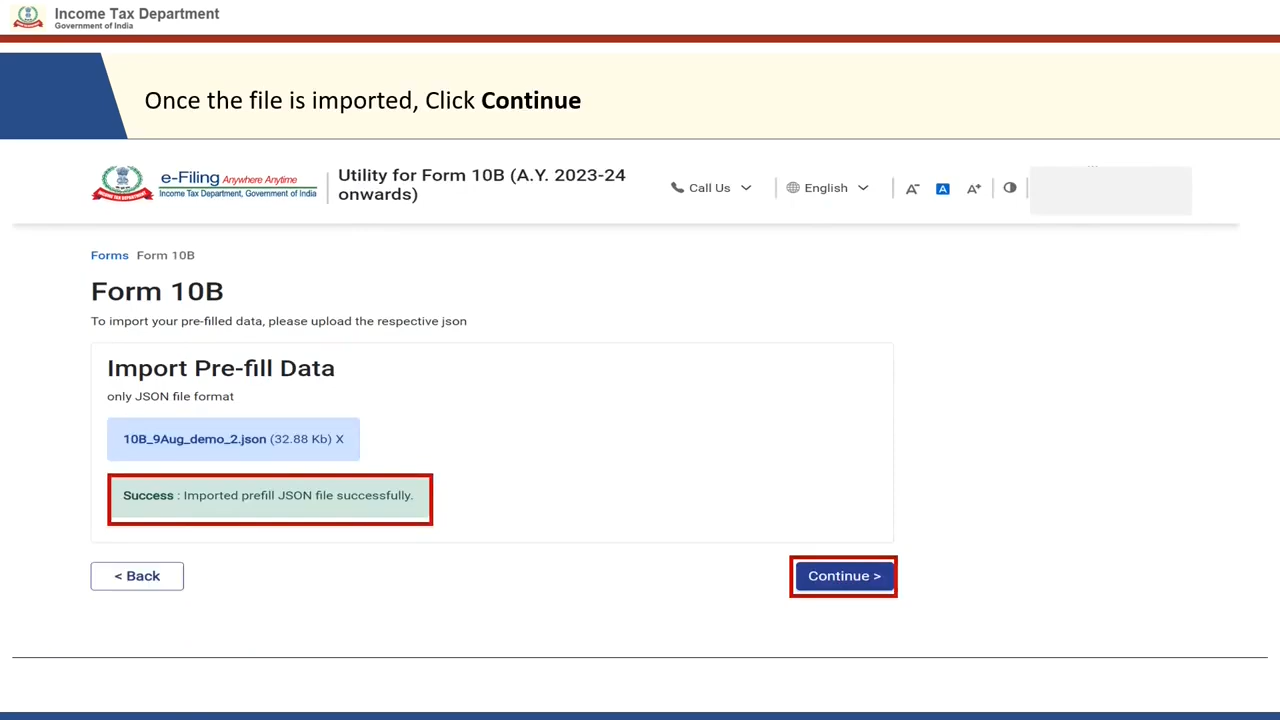 Income Tax Department
Government of India
Once the file is imported, Click Continue
e-Filing Anywhere Anytime
Income Tax Department, Government of India
Utility for Form 10B (A.Y. 2023-24
onwards)
Call Us
English
A-
A
A+
Forms Form 10B
Form 10B
To import your pre-filled data, please upload the respective json
Import Pre-fill Data
only JSON file format
10B_9Aug_demo_2.json (32.88 Kb) X
Success : Imported prefill JSON file successfully.
< Back
Continue >